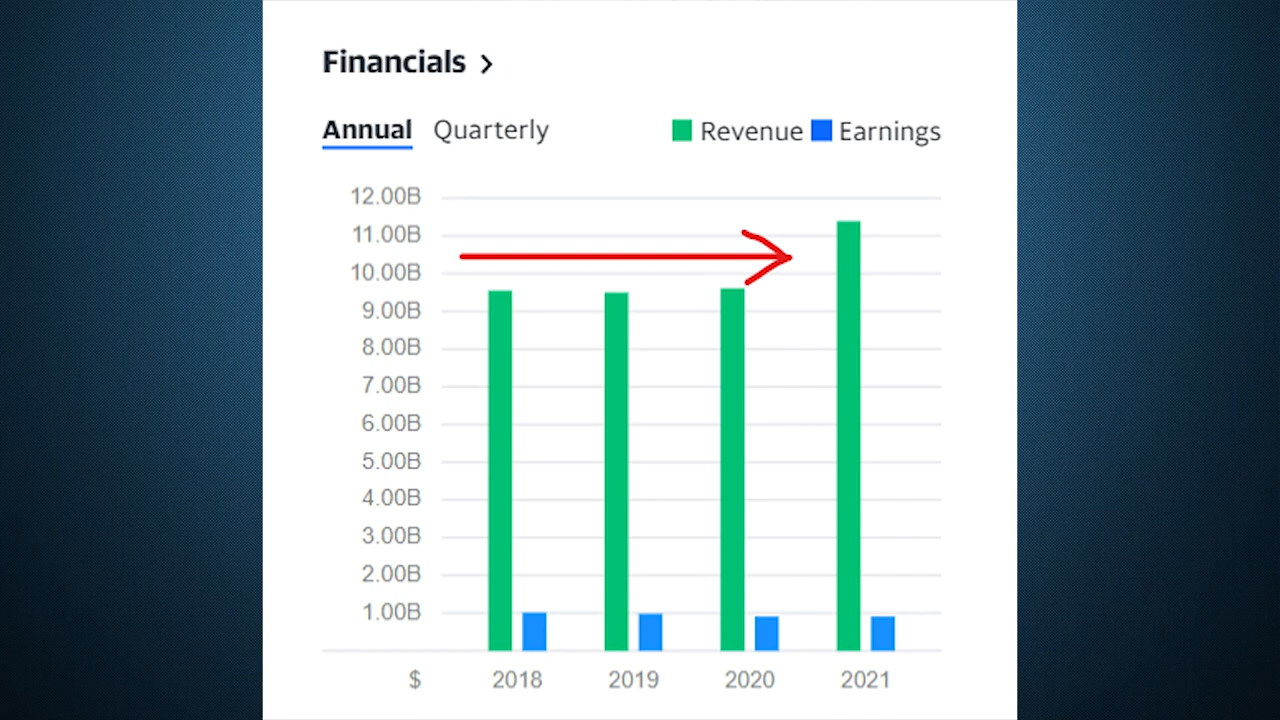 Financials >
Annual Quarterly Revenue Earnings
12.00B
11.00B
10.00B
9.00B
8.00B
7.00B
6.00B
5.00B
4.00B
3.00B
2.00B
1.00B
$ 2018 2019 2020 2021